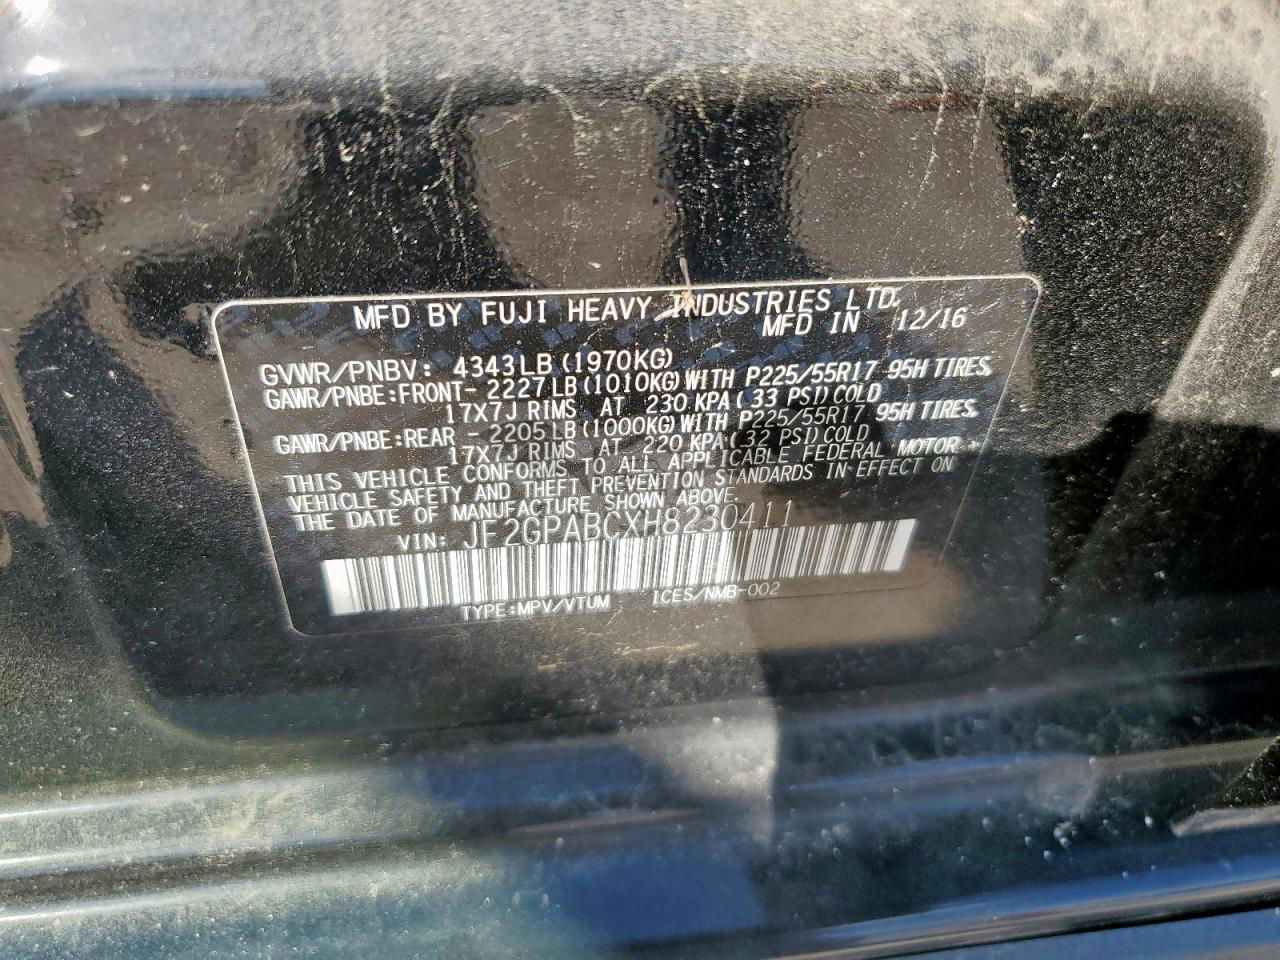 MFD BY FUJI HEAVY INDUSTRIES LTD.
MFD IN 12/16
GVWR/PNBV: 4343LB (1970KG)
GAWR/PNBE:FRONT- 2227LB(1010KG)WITH P225/55R17 95H TIRES,
17X7J RIMS AT 230 KPA( 33 PSI)COLD
GAWR/PNBE:REAR - 2205LB(1000KG)WITH P225/55R17 95H TIRES,
17X7J RIMS AT 220 KPA( 32 PSI)COLD
THIS VEHICLE CONFORMS TO ALL APPLICABLE FEDERAL MOTOR
VEHICLE SAFETY AND THEFT PREVENTION STANDARDS IN EFFECT ON
THE DATE OF MANUFACTURE SHOWN ABOVE.
VIN: JF2GPABCXH8230411
TYPE:MPV/VTUM ICES/NMB-002